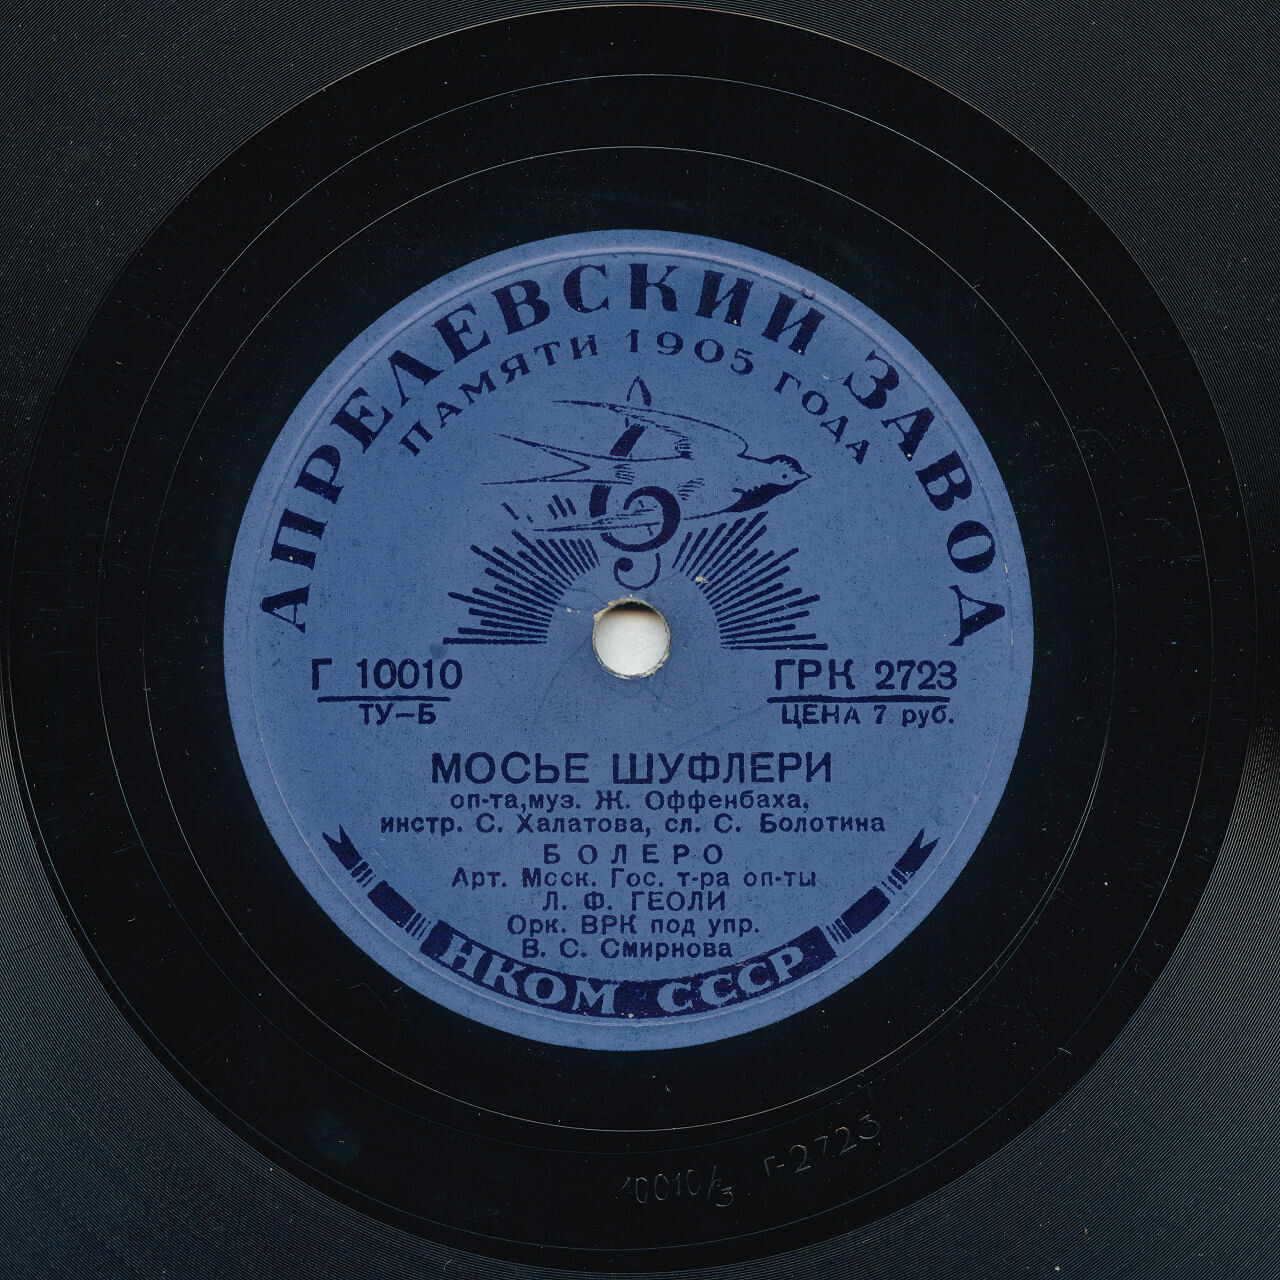 АПРЕЛЕВСКИЙ ЗАВОД
ПАМЯТИ 1905 ГОДА
Г 10010
ТУ–Б
ГРК 2723
ЦЕНА 7 руб.
МОСЬЕ ШУФЛЕРИ
оп-та, муз. Ж. Оффенбаха,
инстр. С. Халатова, сл. С. Болотина
БОЛЕРО
Арт. Моск. Гос. т-ра оп-ты
Л. Ф. ГЕОЛИ
Орк. ВРК под упр.
В. С. Смирнова
НКОМ СССР
10010/3 Г-2723